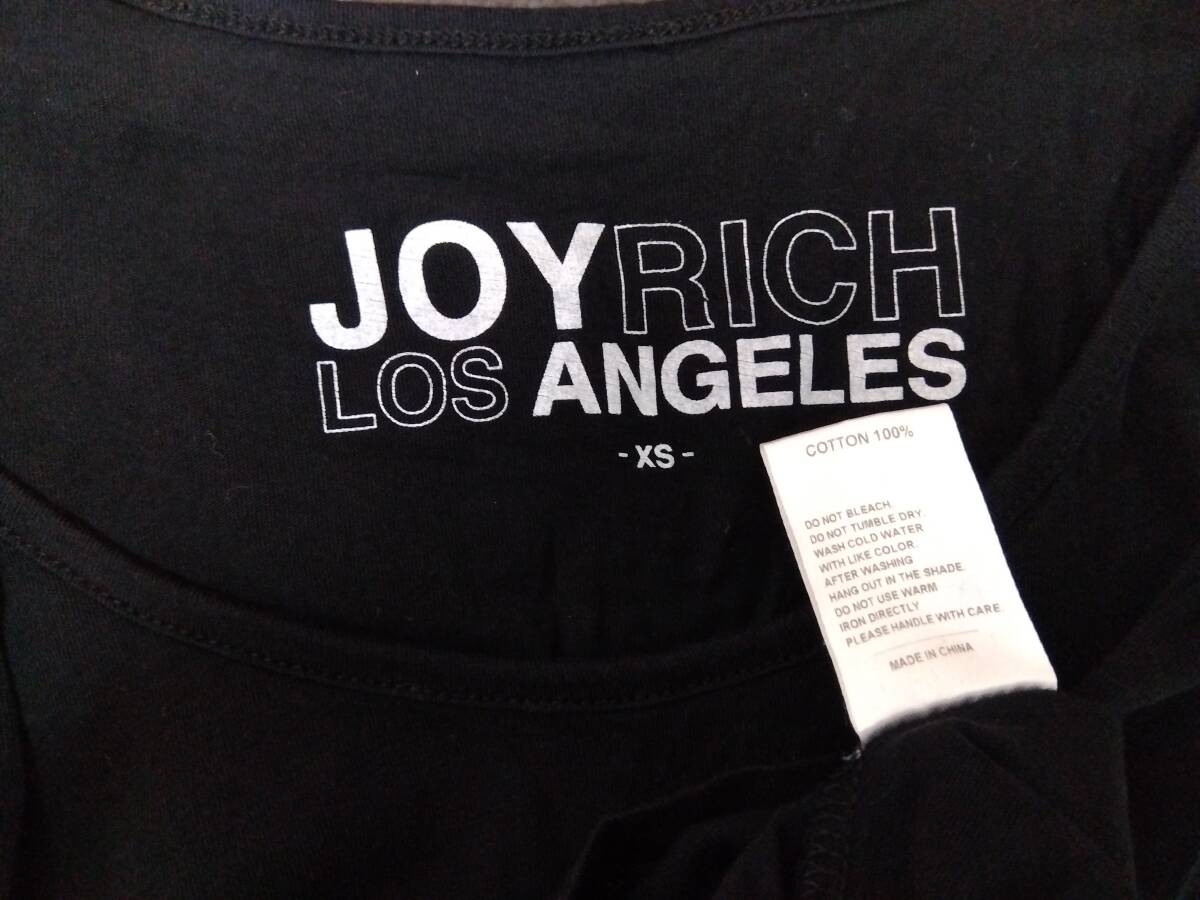 JOYRICH
LOS ANGELES
- XS -
COTTON 100%
DO NOT BLEACH.
DO NOT TUMBLE DRY.
WASH COLD WATER
WITH LIKE COLOR.
AFTER WASHING
HANG OUT IN THE SHADE.
DO NOT USE WARM
IRON DIRECTLY
PLEASE HANDLE WITH CARE.
MADE IN CHINA